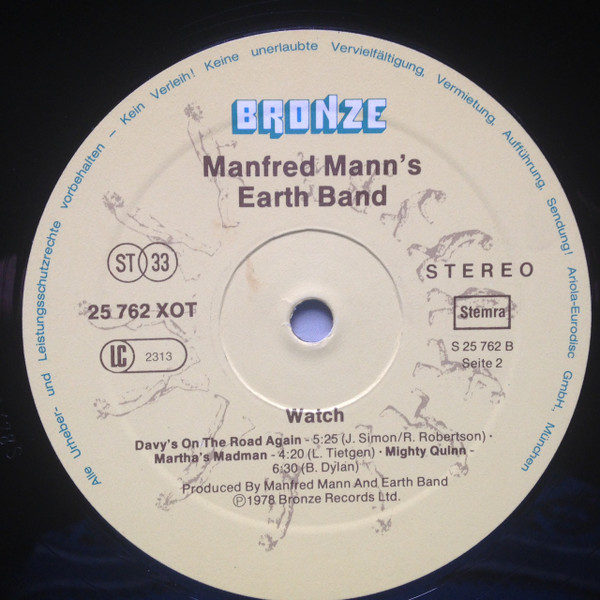 Alle Urheber- und Leistungsschutzrechte vorbehalten – Kein Verleih! Keine unerlaubte Vervielfältigung, Vermietung, Aufführung, Sendung! Ariola-Eurodisc GmbH, München
BRONZE
Manfred Mann's
Earth Band
ST 33
STEREO
25 762 XOT
Stemra
LC 2313
S 25 762 B
Seite 2
Watch
Davy's On The Road Again - 5:25 (J. Simon/R. Robertson) •
Martha's Madman - 4:20 (L. Tietgen) • Mighty Quinn -
6:30 (B. Dylan)
Produced By Manfred Mann And Earth Band
Ⓟ1978 Bronze Records Ltd.